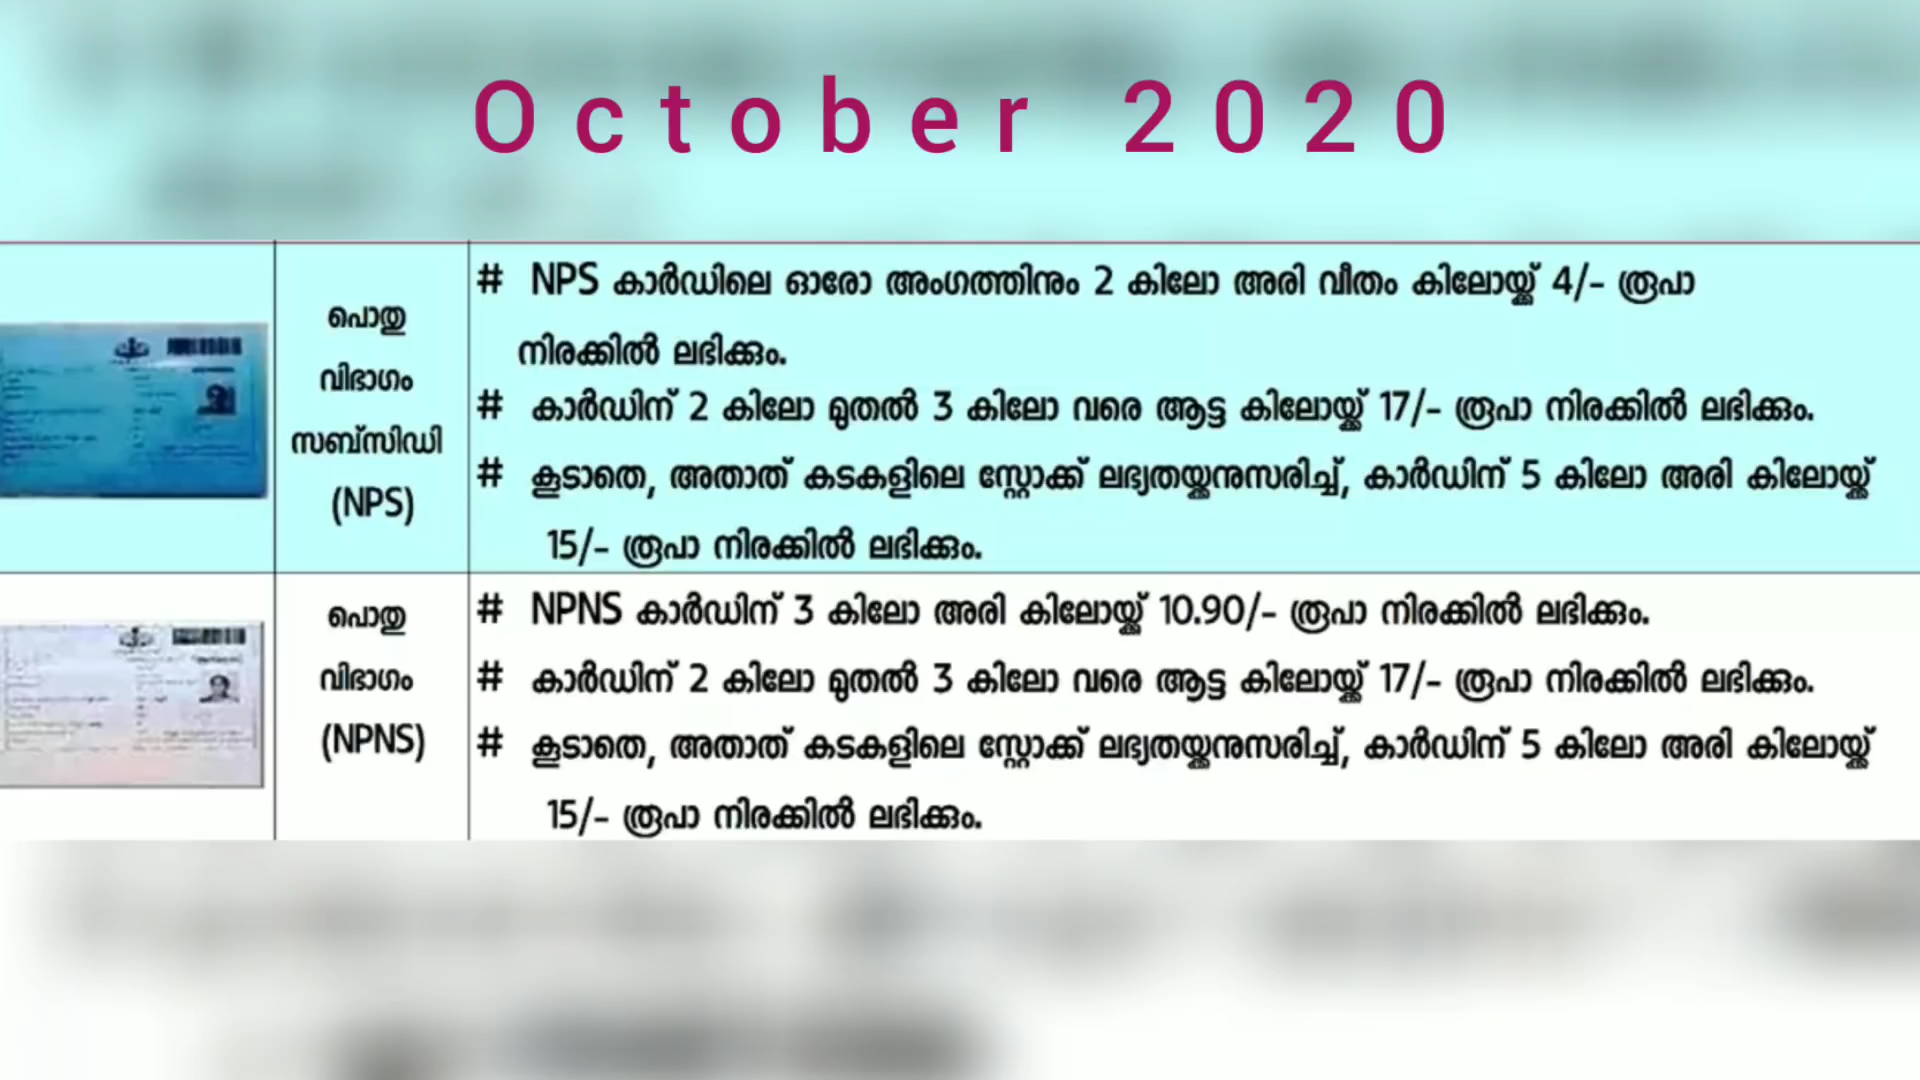 October 2020
പൊതു
വിഭാഗം
സബ്സിഡി
(NPS)
# NPS കാർഡിലെ ഓരോ അംഗത്തിനും 2 കിലോ അരി വീതം കിലോയ്ക്ക് 4/- രൂപാ
നിരക്കിൽ ലഭിക്കും.
# കാർഡിന് 2 കിലോ മുതൽ 3 കിലോ വരെ ആട്ട കിലോയ്ക്ക് 17/- രൂപാ നിരക്കിൽ ലഭിക്കും.
# കൂടാതെ, അതാത് കടകളിലെ സ്റ്റോക്ക് ലഭ്യതയ്ക്കനുസരിച്ച്, കാർഡിന് 5 കിലോ അരി കിലോയ്ക്ക്
15/- രൂപാ നിരക്കിൽ ലഭിക്കും.
പൊതു
വിഭാഗം
(NPNS)
# NPNS കാർഡിന് 3 കിലോ അരി കിലോയ്ക്ക് 10.90/- രൂപാ നിരക്കിൽ ലഭിക്കും.
# കാർഡിന് 2 കിലോ മുതൽ 3 കിലോ വരെ ആട്ട കിലോയ്ക്ക് 17/- രൂപാ നിരക്കിൽ ലഭിക്കും.
# കൂടാതെ, അതാത് കടകളിലെ സ്റ്റോക്ക് ലഭ്യതയ്ക്കനുസരിച്ച്, കാർഡിന് 5 കിലോ അരി കിലോയ്ക്ക്
15/- രൂപാ നിരക്കിൽ ലഭിക്കും.